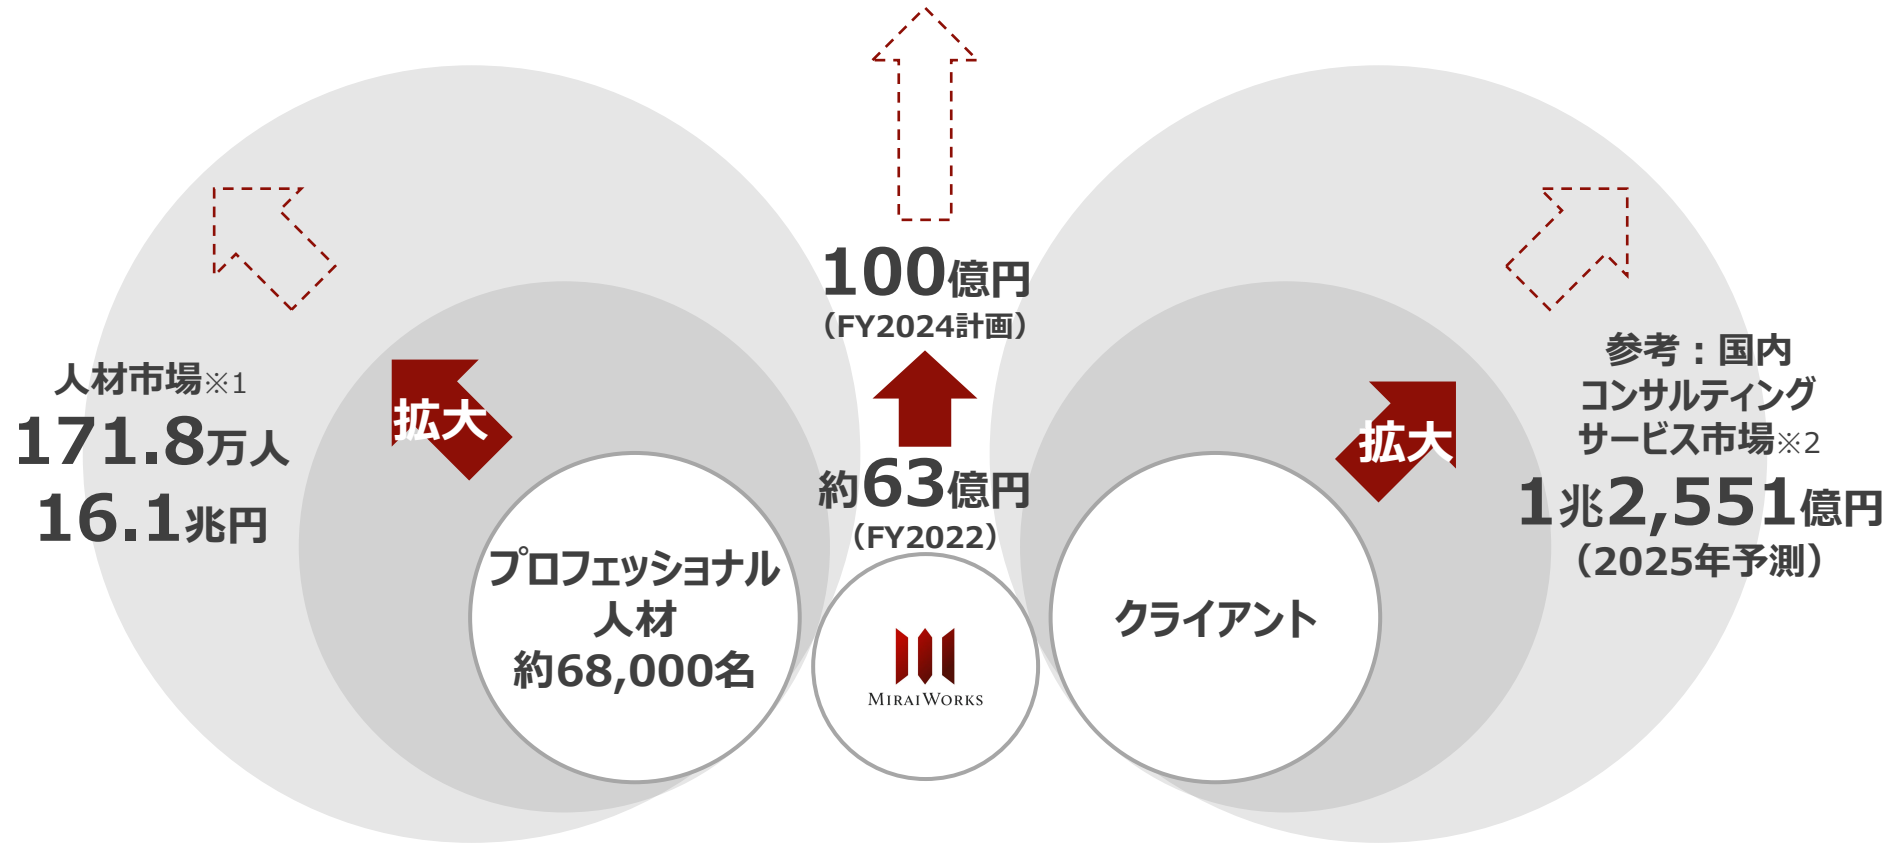 人材市場※1
171.8万人
16.1兆円
拡大
プロフェッショナル
人材
約68,000名
100億円
（FY2024計画）
約63億円
（FY2022）
MIRAIWORKS
クライアント
拡大
参考：国内
コンサルティング
サービス市場※2
1兆2,551億円
（2025年予測）